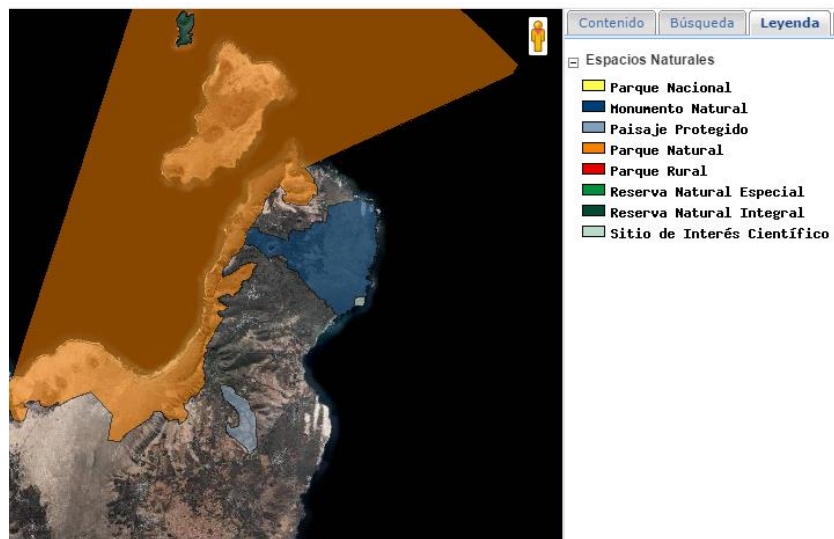 Contenido
Búsqueda
Leyenda
Espacios Naturales
Parque Nacional
Monumento Natural
Paisaje Protegido
Parque Natural
Parque Rural
Reserva Natural Especial
Reserva Natural Integral
Sitio de Interés Científico